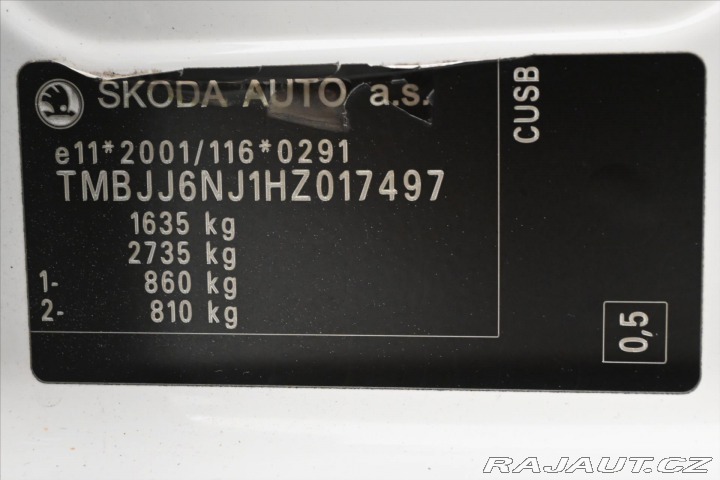 ŠKODA AUTO a.s.
e11*2001/116*0291
TMBJJ6NJ1HZ017497
1635 kg
2735 kg
1- 860 kg
2- 810 kg
CUSB
0,5
RAJAUT.CZ